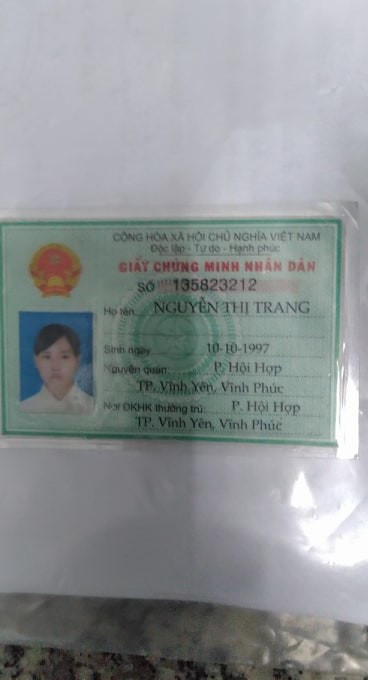 CỘNG HÒA XÃ HỘI CHỦ NGHĨA VIỆT NAM
Độc lập - Tự do - Hạnh phúc
GIẤY CHỨNG MINH NHÂN DÂN
SỐ 135823212
Họ tên NGUYỄN THỊ TRANG
Sinh ngày 10-10-1997
Nguyên quán P. Hội Hợp
TP. Vĩnh Yên, Vĩnh Phúc
Nơi ĐKHK thường trú P. Hội Hợp
TP. Vĩnh Yên, Vĩnh Phúc